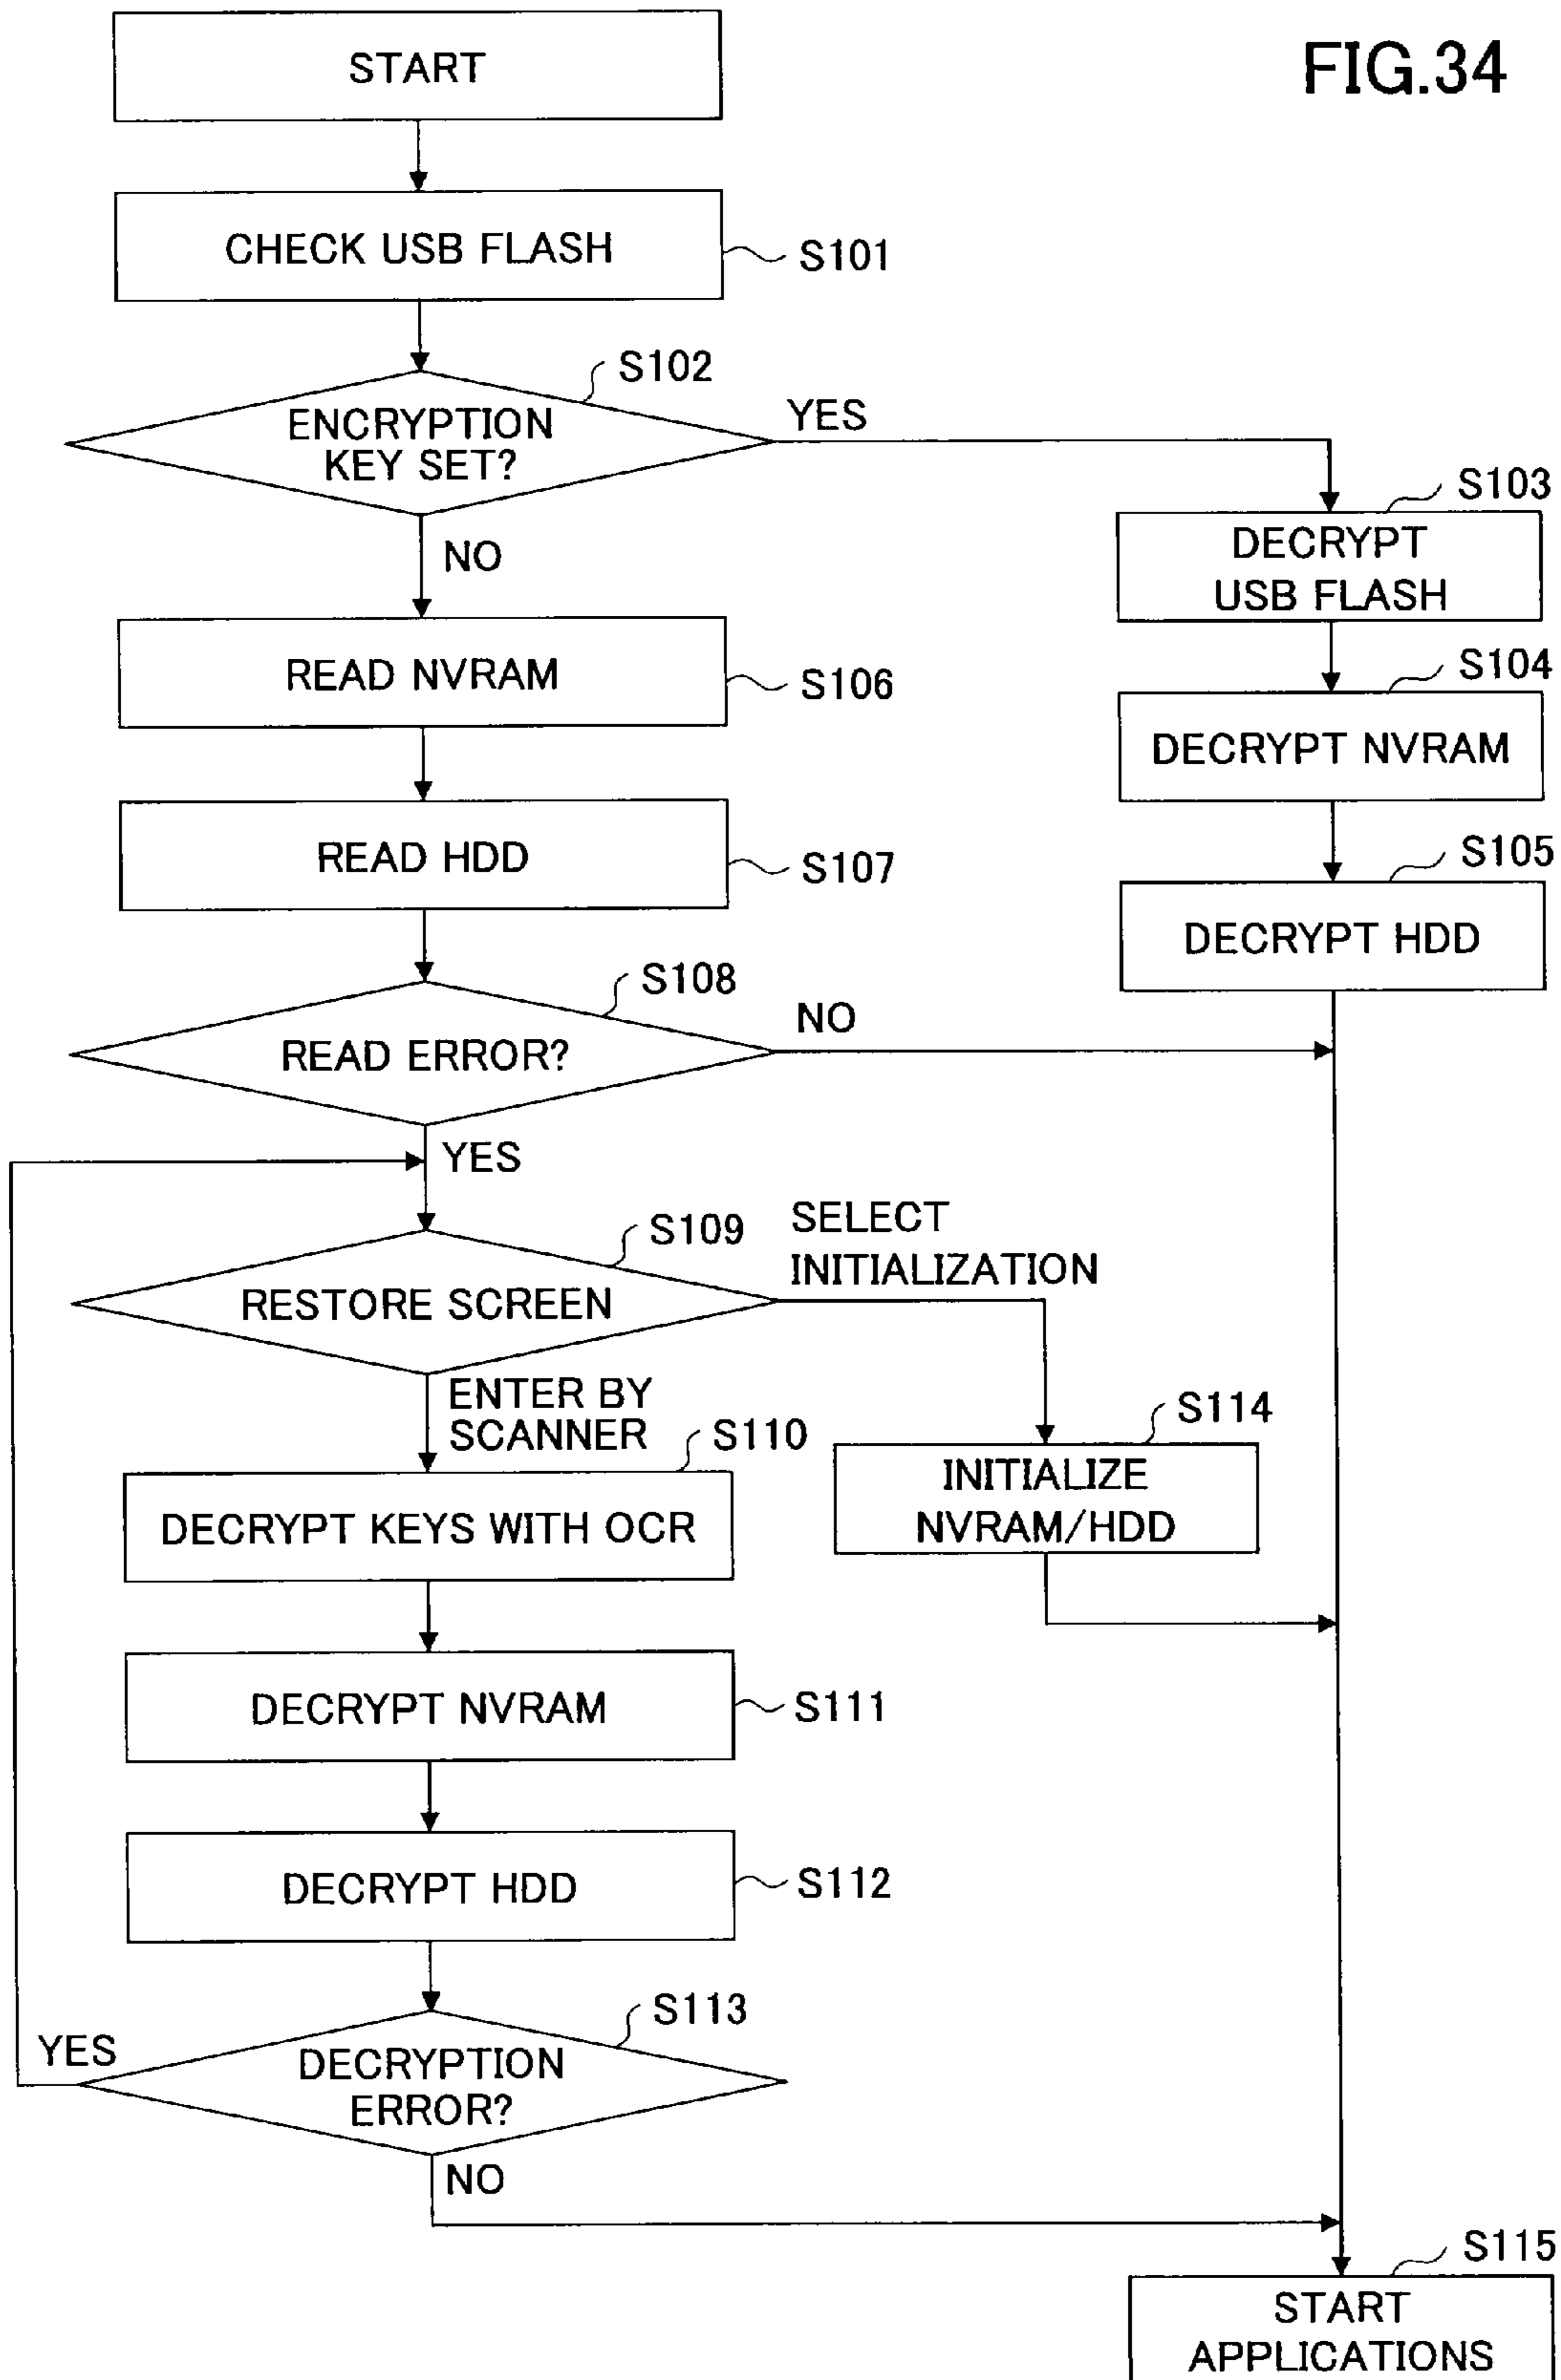 FIG.34
START
CHECK USB FLASH
S101
S102
ENCRYPTION
KEY SET?
YES
NO
S103
DECRYPT
USB FLASH
S104
DECRYPT NVRAM
S105
DECRYPT HDD
READ NVRAM
S106
READ HDD
S107
S108
READ ERROR?
NO
YES
S109
RESTORE SCREEN
SELECT
INITIALIZATION
ENTER BY
SCANNER
S110
DECRYPT KEYS WITH OCR
S114
INITIALIZE
NVRAM/HDD
DECRYPT NVRAM
S111
DECRYPT HDD
S112
S113
DECRYPTION
ERROR?
YES
NO
S115
START
APPLICATIONS